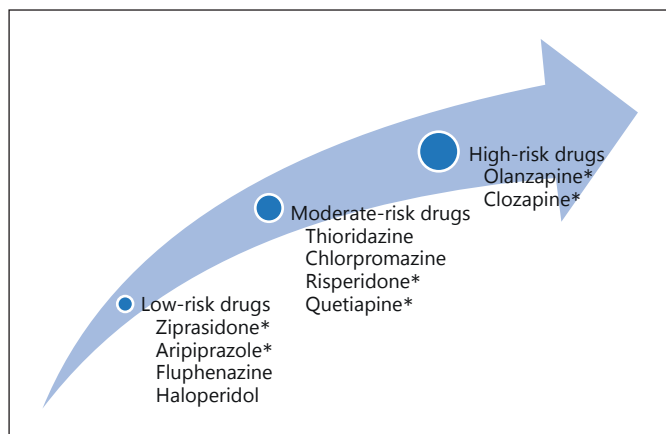 High-risk drugs
Olanzapine*
Clozapine*
Moderate-risk drugs
Thioridazine
Chlorpromazine
Risperidone*
Quetiapine*
Low-risk drugs
Ziprasidone*
Aripiprazole*
Fluphenazine
Haloperidol